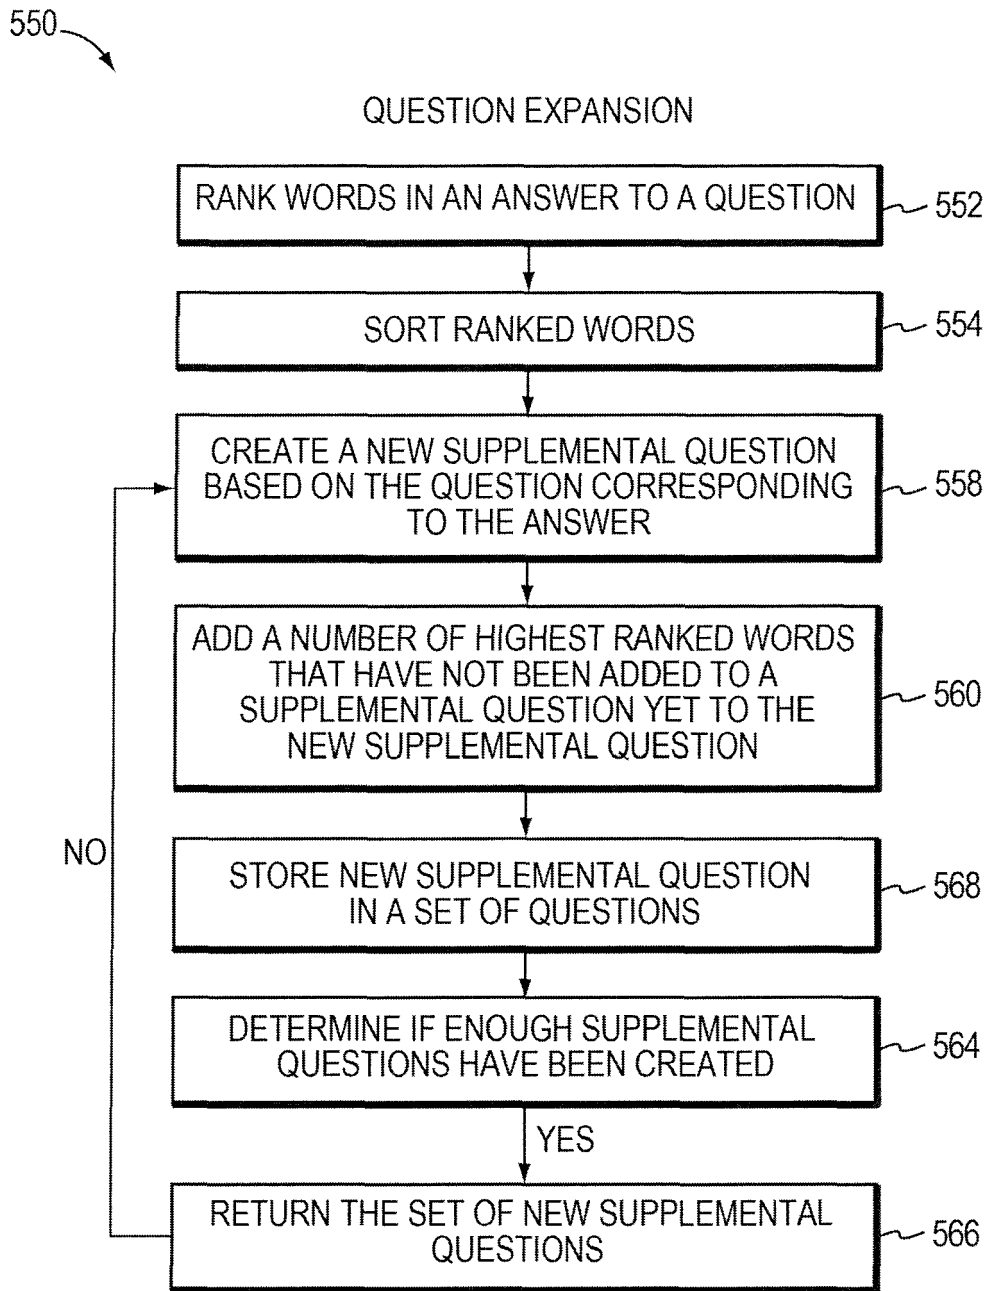 550
QUESTION EXPANSION
RANK WORDS IN AN ANSWER TO A QUESTION
552
SORT RANKED WORDS
554
CREATE A NEW SUPPLEMENTAL QUESTION
BASED ON THE QUESTION CORRESPONDING
TO THE ANSWER
558
ADD A NUMBER OF HIGHEST RANKED WORDS
THAT HAVE NOT BEEN ADDED TO A
SUPPLEMENTAL QUESTION YET TO THE
NEW SUPPLEMENTAL QUESTION
560
NO
STORE NEW SUPPLEMENTAL QUESTION
IN A SET OF QUESTIONS
568
DETERMINE IF ENOUGH SUPPLEMENTAL
QUESTIONS HAVE BEEN CREATED
564
YES
RETURN THE SET OF NEW SUPPLEMENTAL
QUESTIONS
566